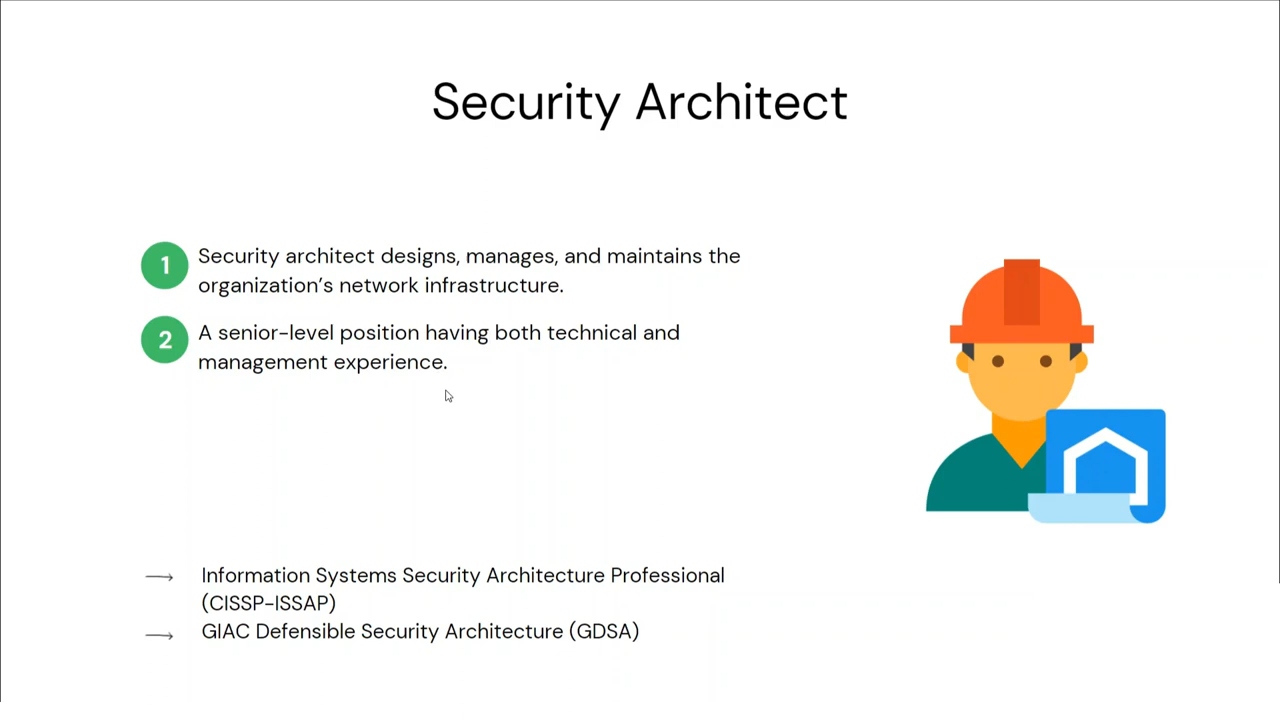 Security Architect
1 Security architect designs, manages, and maintains the
organization’s network infrastructure.
2 A senior-level position having both technical and
management experience.
→ Information Systems Security Architecture Professional
(CISSP-ISSAP)
→ GIAC Defensible Security Architecture (GDSA)